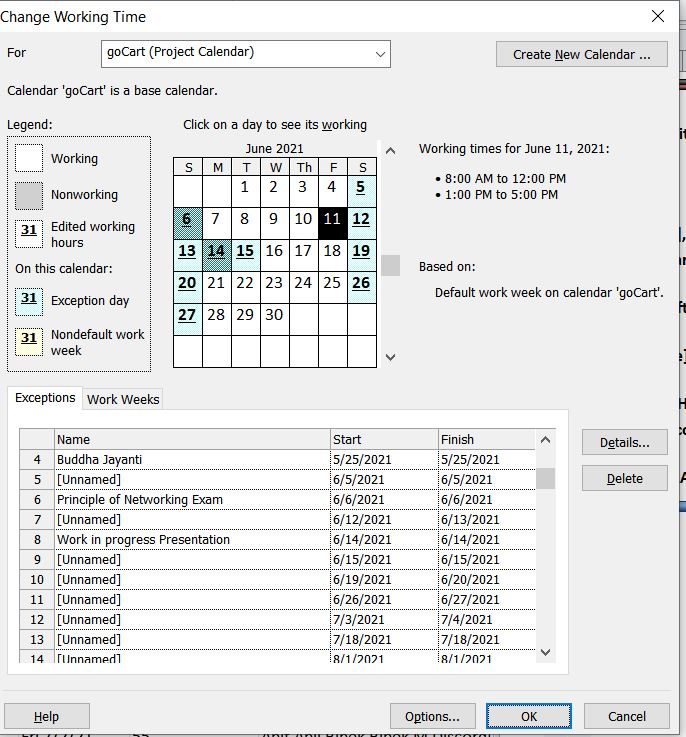 Change Working Time
For
goCart (Project Calendar)
Create New Calendar ...
Calendar 'goCart' is a base calendar.
Legend:
Click on a day to see its working
Working
Nonworking
31 Edited working
hours
On this calendar:
31 Exception day
31 Nondefault work
week
June 2021
S M T W Th F S
1 2 3 4 5
6 7 8 9 10 11 12
13 14 15 16 17 18 19
20 21 22 23 24 25 26
27 28 29 30
Working times for June 11, 2021:
• 8:00 AM to 12:00 PM
• 1:00 PM to 5:00 PM
Based on:
Default work week on calendar 'goCart'.
Exceptions Work Weeks
Name Start Finish
4 Buddha Jayanti 5/25/2021 5/25/2021
5 [Unnamed] 6/5/2021 6/5/2021
6 Principle of Networking Exam 6/6/2021 6/6/2021
7 [Unnamed] 6/12/2021 6/13/2021
8 Work in progress Presentation 6/14/2021 6/14/2021
9 [Unnamed] 6/15/2021 6/15/2021
10 [Unnamed] 6/19/2021 6/20/2021
11 [Unnamed] 6/26/2021 6/27/2021
12 [Unnamed] 7/3/2021 7/4/2021
13 [Unnamed] 7/18/2021 7/18/2021
14 [Unnamed] 8/1/2021 8/1/2021
Details...
Delete
Help
Options...
OK
Cancel